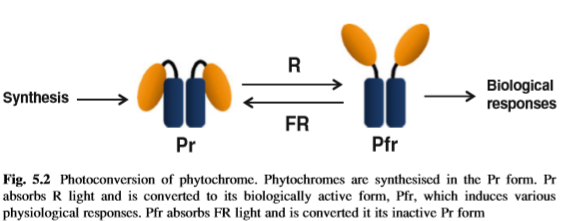 R
Synthesis
Biological
responses
FR
Pr
Pfr
Fig. 5.2 Photoconversion of phytochrome. Phytochromes are synthesised in the Pr form. Pr
absorbs R light and is converted to its biologically active form, Pfr, which induces various
physiological responses. Pfr absorbs FR light and is converted it its inactive Pr form